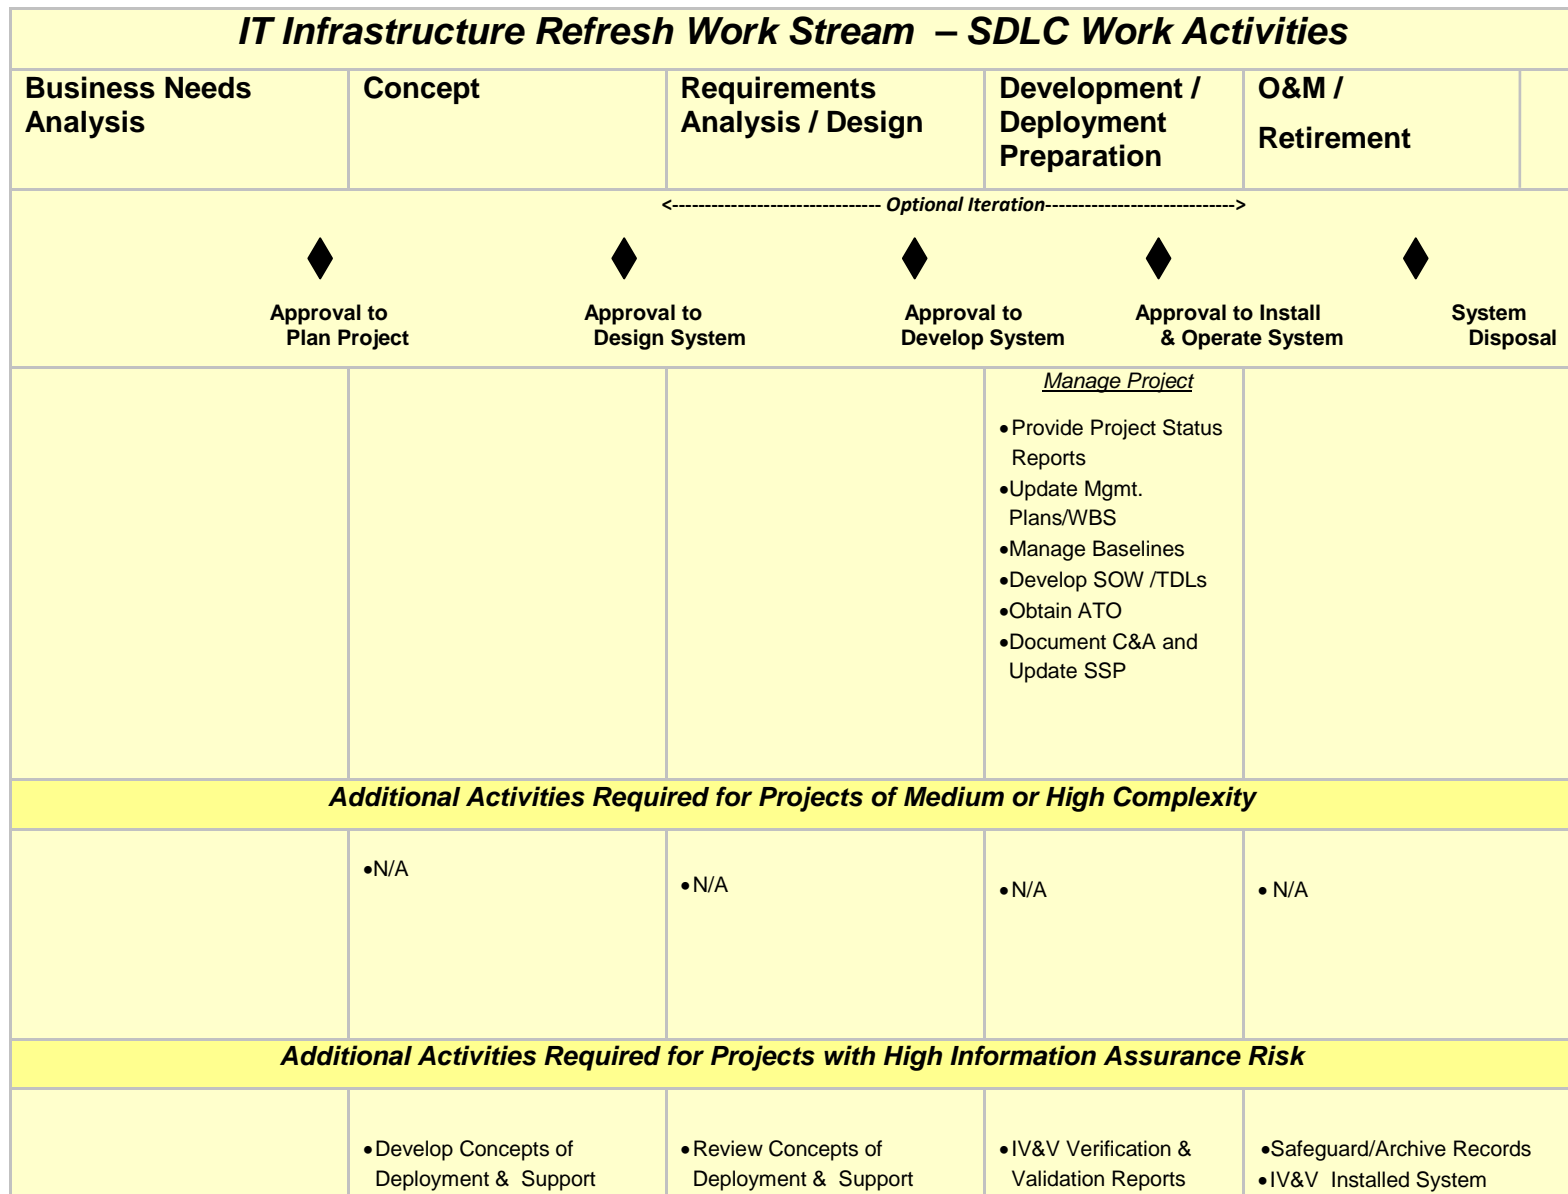 IT Infrastructure Refresh Work Stream – SDLC Work Activities
Business Needs
Analysis
Concept
Requirements
Analysis / Design
Development /
Deployment
Preparation
O&M /
Retirement
<-------------------------------- Optional Iteration----------------------------->
Approval to
Plan Project
Approval to
Design System
Approval to
Develop System
Approval to Install
& Operate System
System
Disposal
Manage Project
•Provide Project Status
Reports
•Update Mgmt.
Plans/WBS
•Manage Baselines
•Develop SOW /TDLs
•Obtain ATO
•Document C&A and
Update SSP
Additional Activities Required for Projects of Medium or High Complexity
•N/A
•N/A
•N/A
• N/A
Additional Activities Required for Projects with High Information Assurance Risk
•Develop Concepts of
Deployment & Support
•Review Concepts of
Deployment & Support
•IV&V Verification &
Validation Reports
•Safeguard/Archive Records
•IV&V Installed System